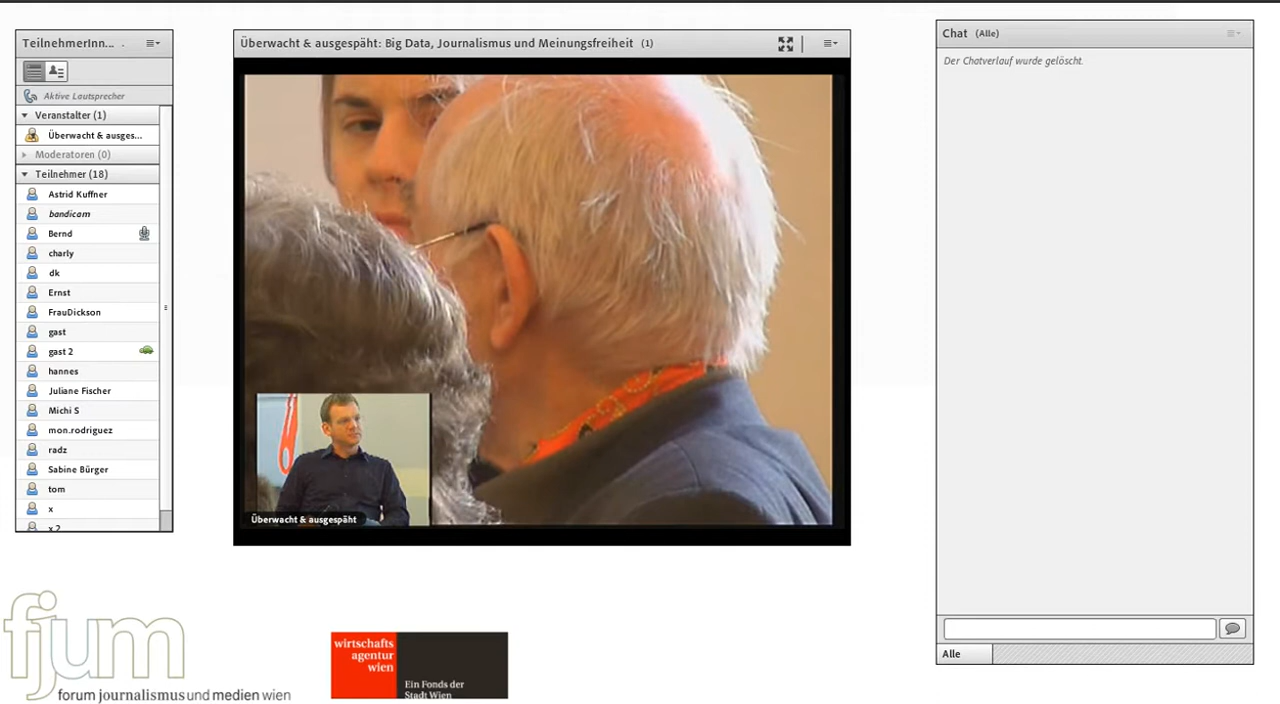 TeilnehmerInn... .
Aktive Lautsprecher
Veranstalter (1)
Überwacht & ausges...
Moderatoren (0)
Teilnehmer (18)
Astrid Kuffner
bandicam
Bernd
charly
dk
Ernst
FrauDickson
gast
gast 2
hannes
Juliane Fischer
Michi S
mon.rodriguez
radz
Sabine Bürger
tom
x
x 2
Überwacht & ausgespäht: Big Data, Journalismus und Meinungsfreiheit (1)
Überwacht & ausgespäht
Chat (Alle)
Der Chatverlauf wurde gelöscht.
Alle
fjum
forum journalismus und medien wien
wirtschafts
agentur
wien
Ein Fonds der
Stadt Wien